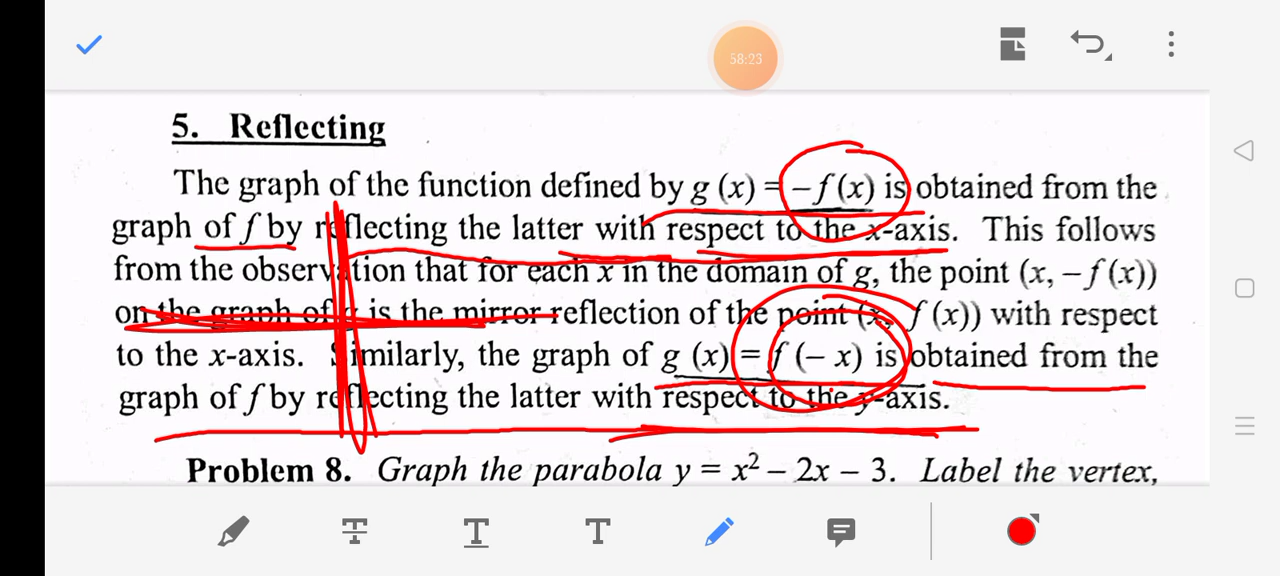 58:23
5. Reflecting
The graph of the function defined by g (x) = −f (x) is obtained from the
graph of f by reflecting the latter with respect to the x-axis. This follows
from the observation that for each x in the domain of g, the point (x, −f (x))
on the graph of g is the mirror reflection of the point (x, f (x)) with respect
to the x-axis. Similarly, the graph of g (x) = f (− x) is obtained from the
graph of f by reflecting the latter with respect to the y-axis.
Problem 8. Graph the parabola y = x² − 2x − 3. Label the vertex,
T T T